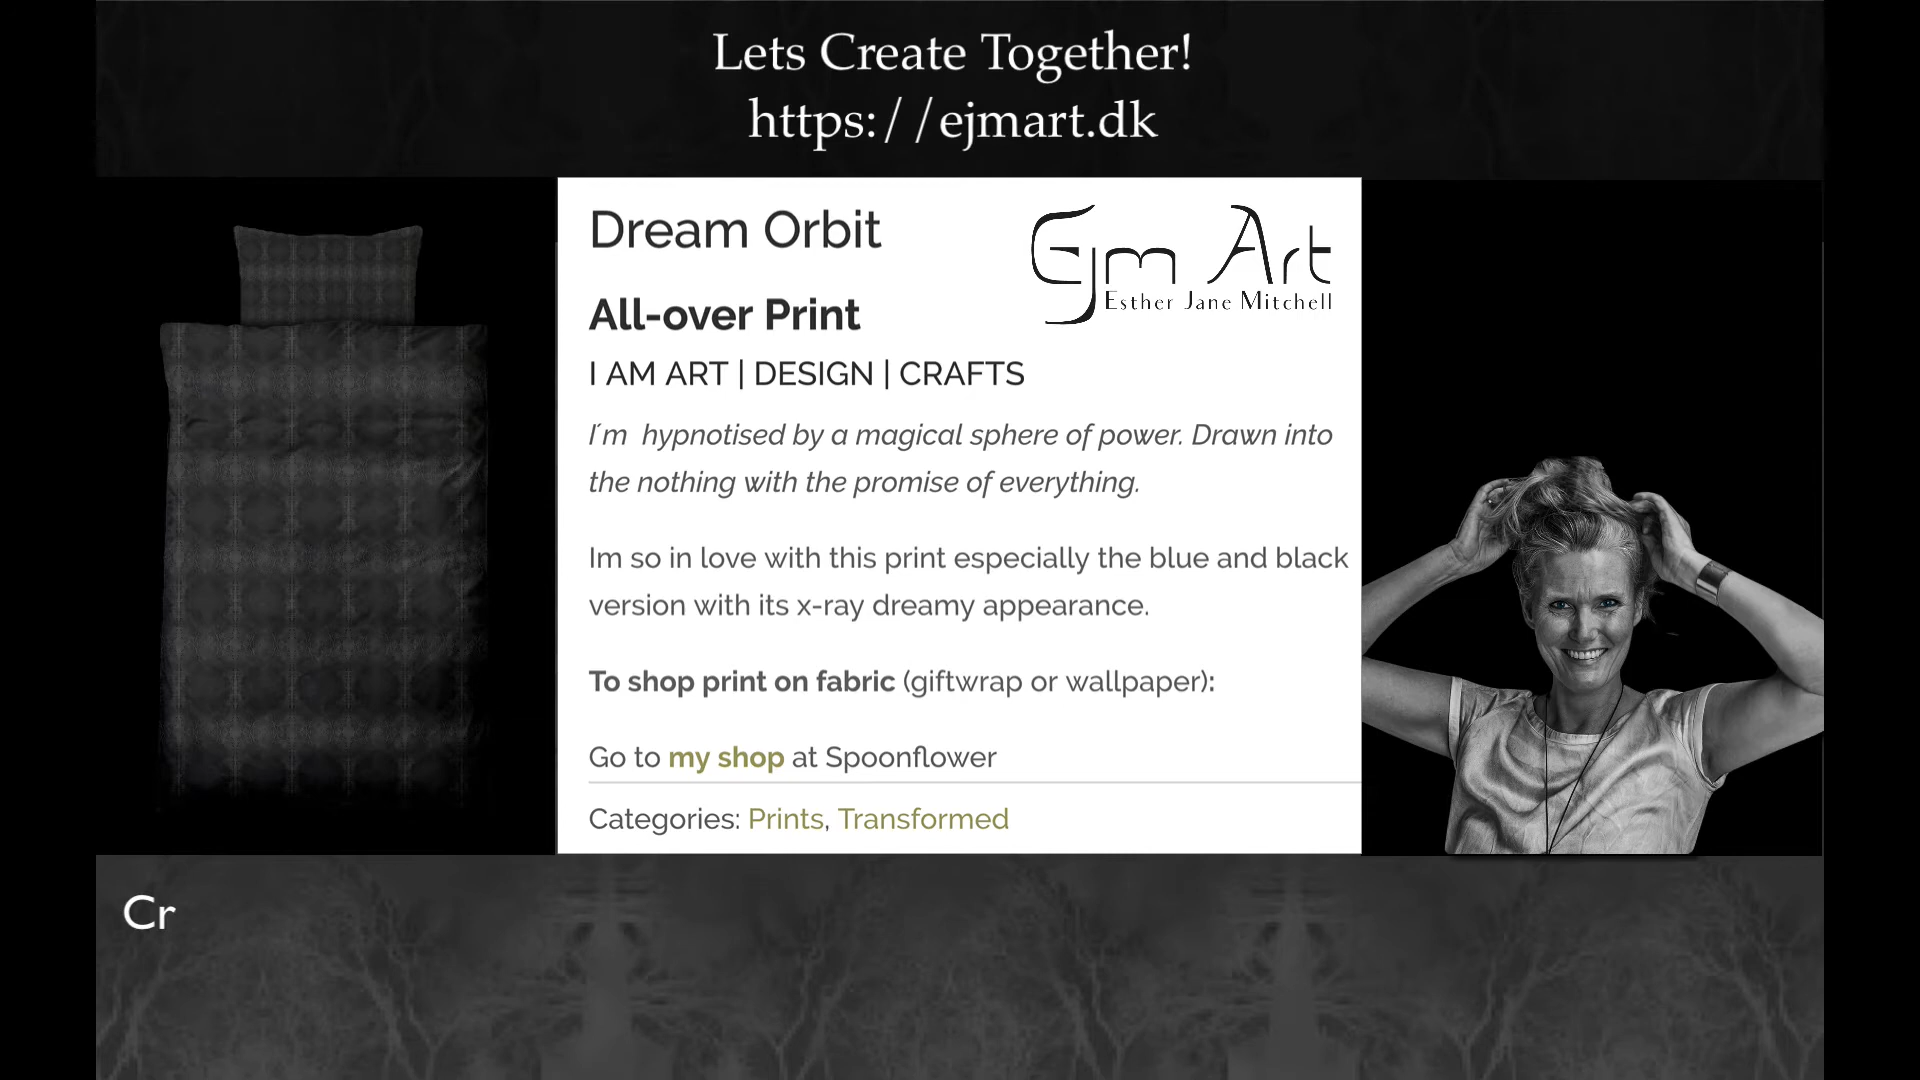 Lets Create Together!
https://ejmart.dk
Dream Orbit
Ejm Art
Esther Jane Mitchell
All-over Print
I AM ART | DESIGN | CRAFTS
I´m  hypnotised by a magical sphere of power. Drawn into
the nothing with the promise of everything.
Im so in love with this print especially the blue and black
version with its x-ray dreamy appearance.
To shop print on fabric (giftwrap or wallpaper):
Go to my shop at Spoonflower
Categories: Prints, Transformed
Cr